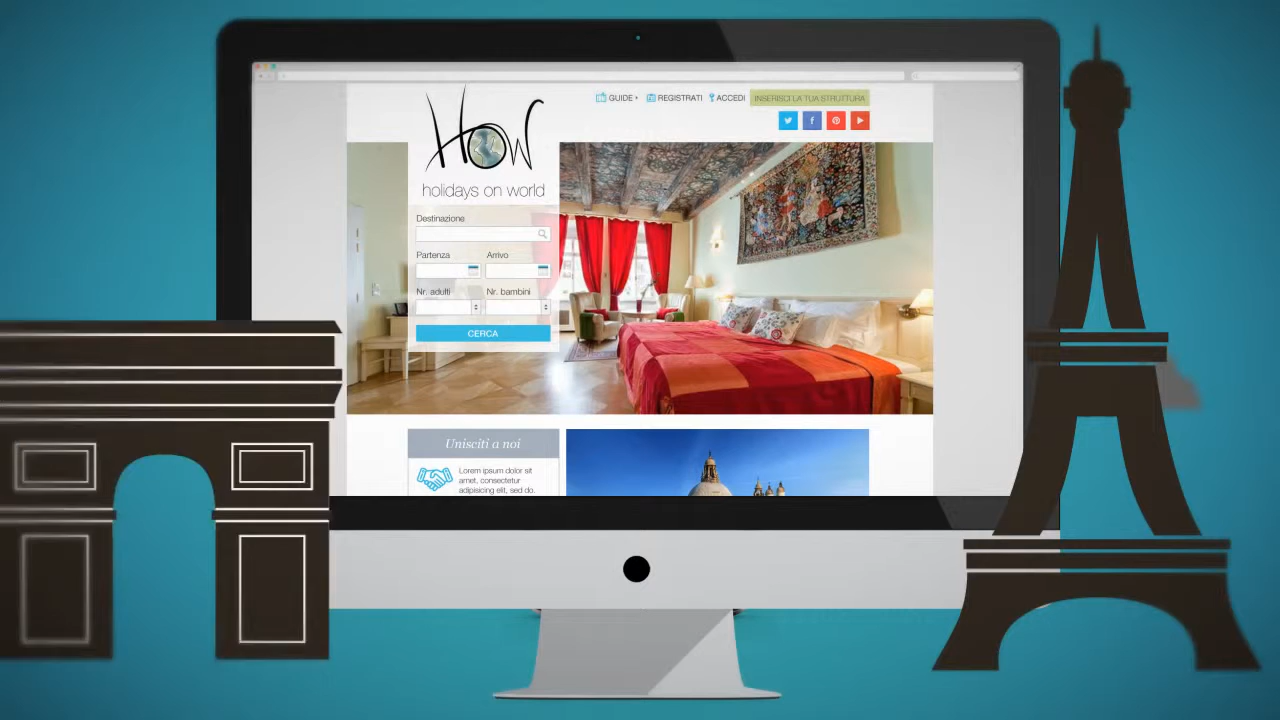 GUIDE
REGISTRATI
ACCEDI
INSERISCI LA TUA STRUTTURA
HOW
holidays on world
Destinazione
Partenza
Arrivo
Nr. adulti
Nr. bambini
CERCA
Unisciti a noi
Lorem ipsum dolor sit
amet, consectetur
adipisicing elit, sed do.